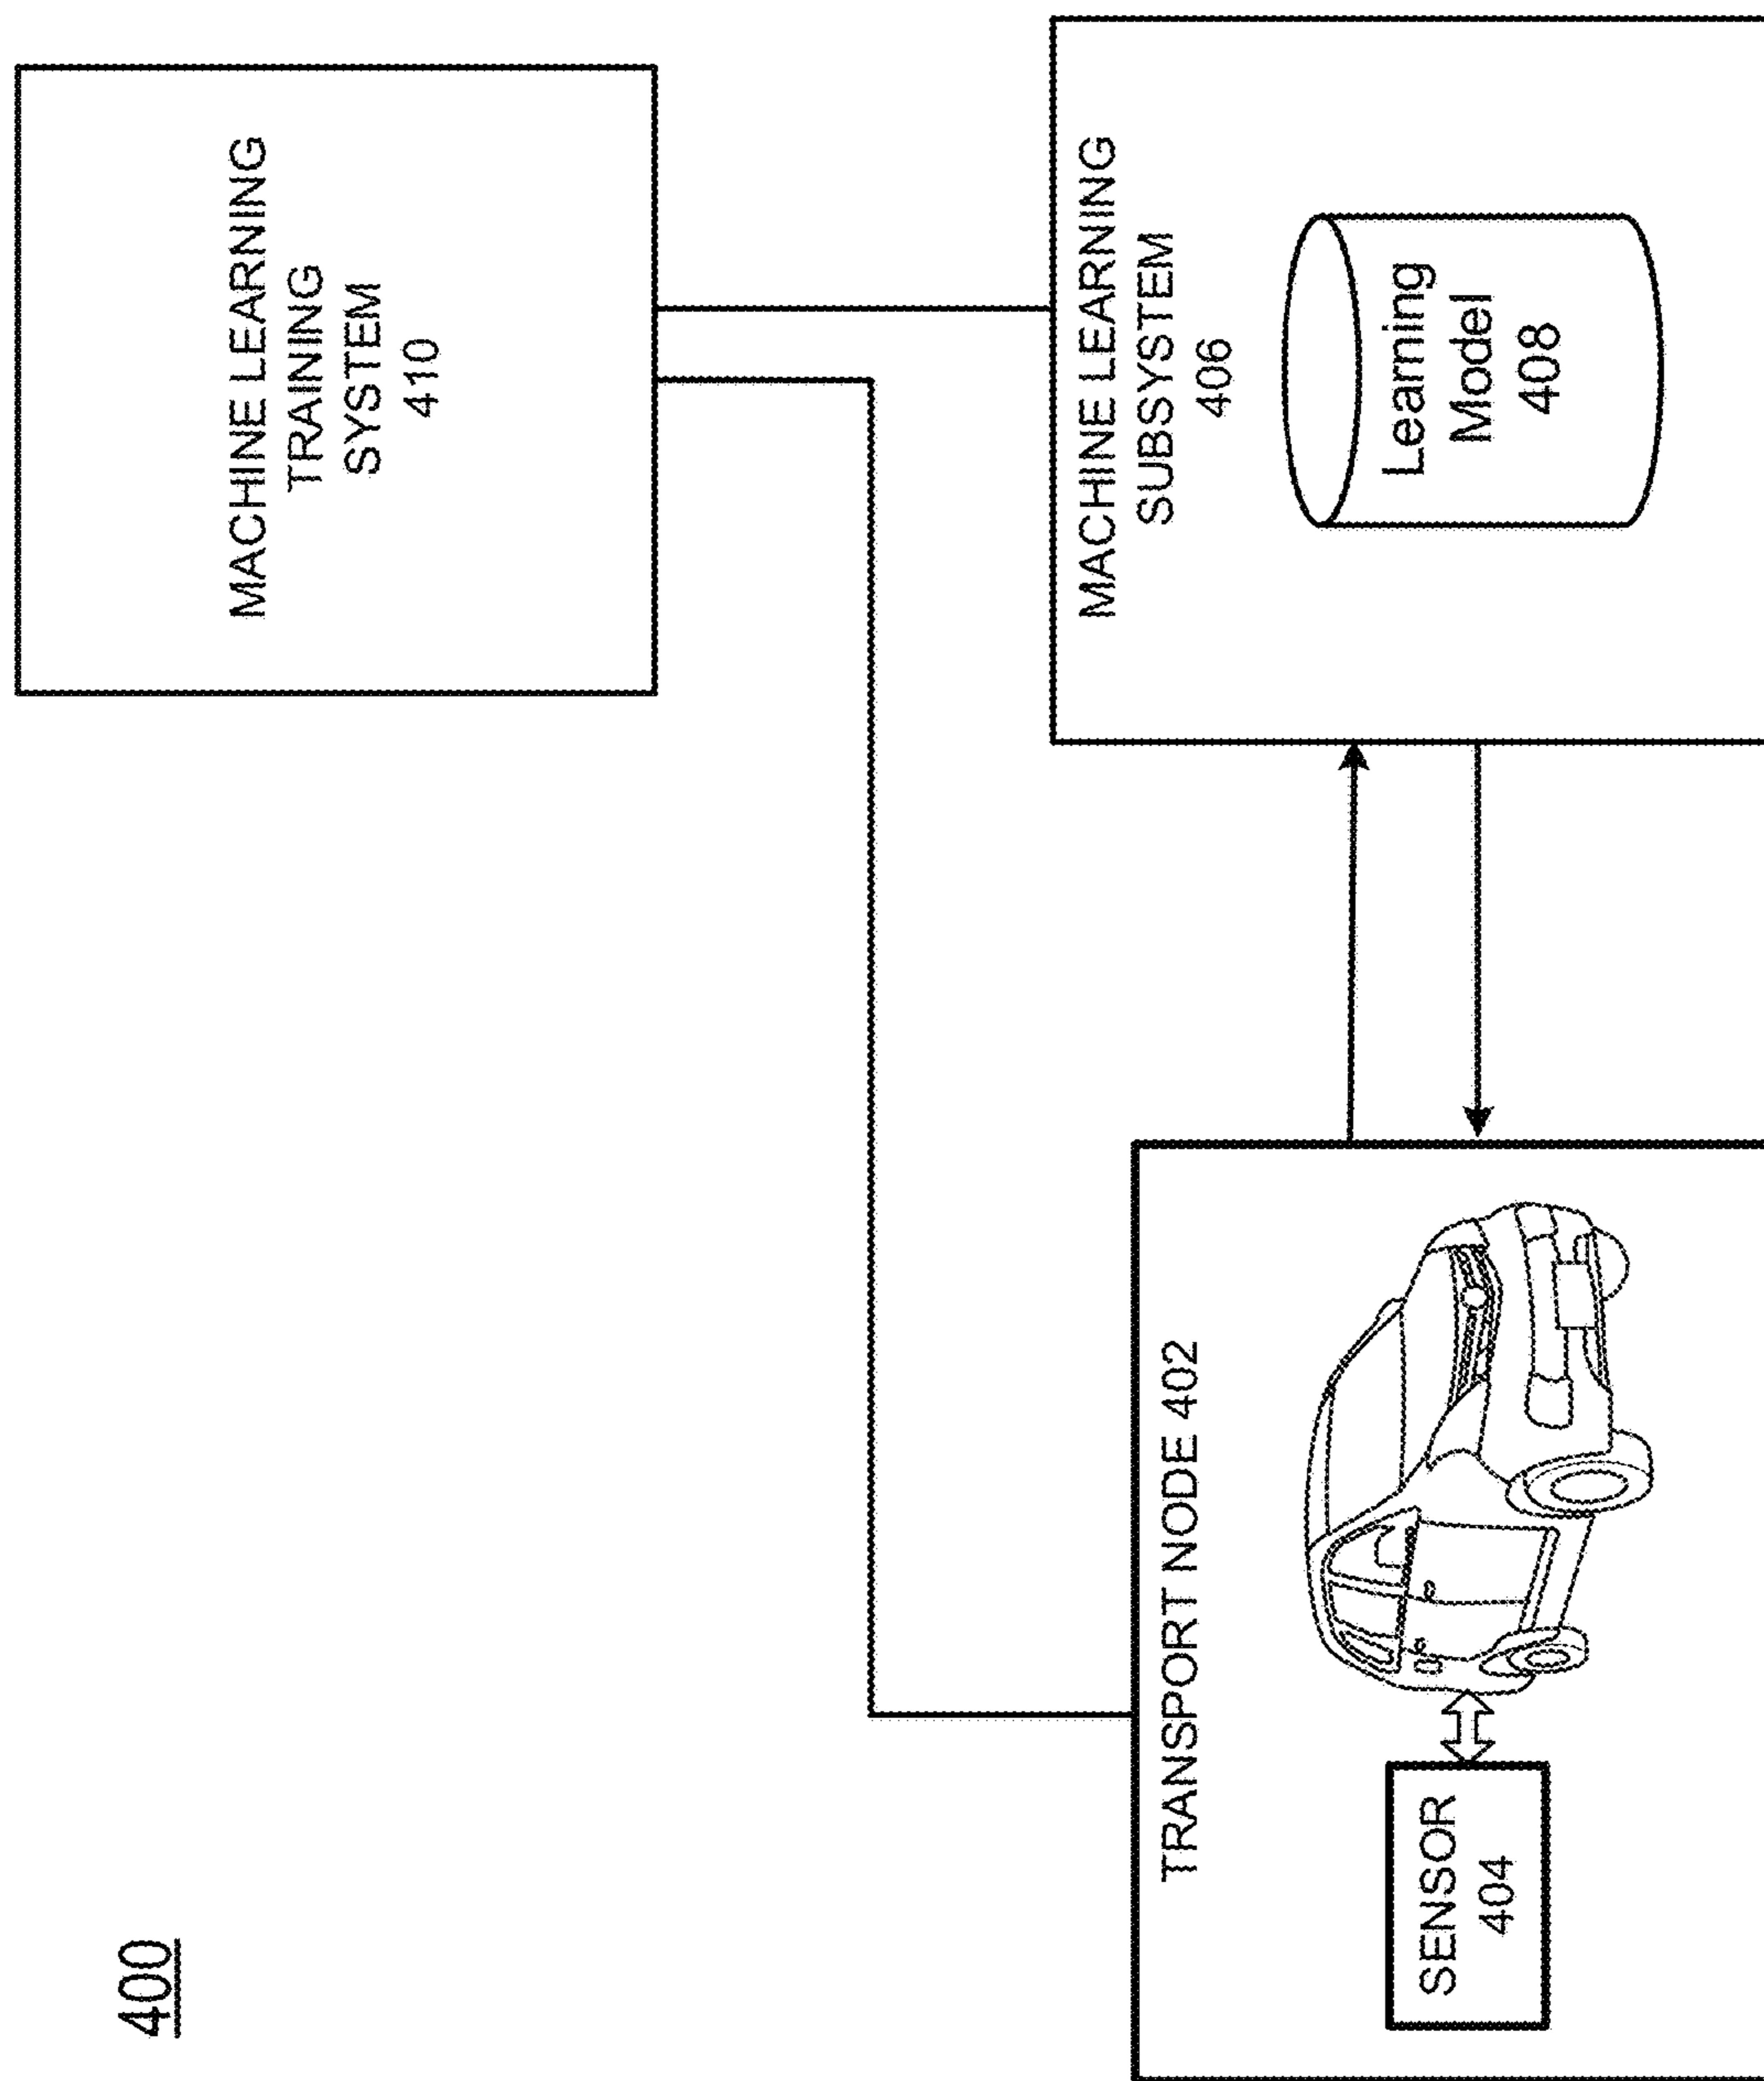 400
MACHINE LEARNING
TRAINING
SYSTEM
410
TRANSPORT NODE 402
SENSOR
404
MACHINE LEARNING
SUBSYSTEM
406
Learning
Model
408